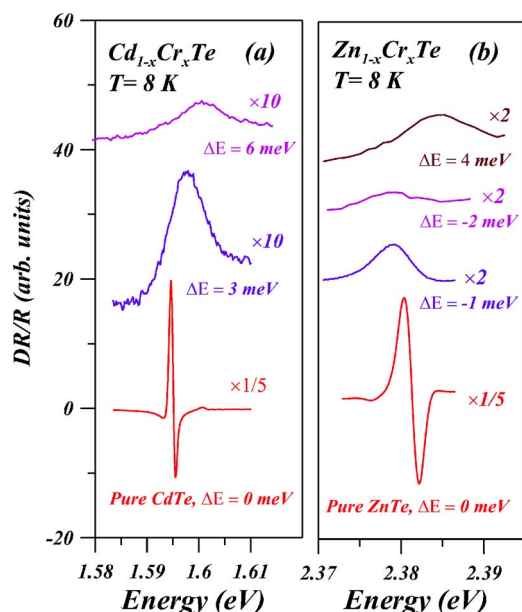 60
40
20
0
-20
DR/R (arb. units)
Cd1-xCrxTe (a)
T= 8 K
×10
ΔE = 6 meV
×10
ΔE = 3 meV
×1/5
Pure CdTe, ΔE = 0 meV
1.58 1.59 1.6 1.61
Energy (eV)
Zn1-xCrxTe (b)
T= 8 K
×2
ΔE = 4 meV
×2
ΔE = -2 meV
×2
ΔE = -1 meV
×1/5
Pure ZnTe, ΔE = 0 meV
2.37 2.38 2.39
Energy (eV)